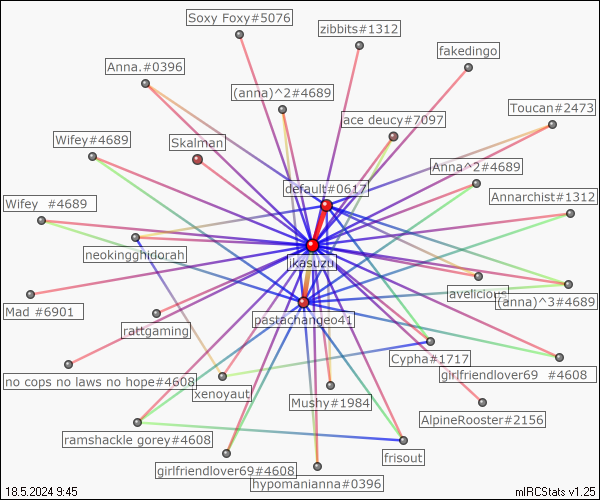 Soxy Foxy#5076
zibbits#1312
fakedingo
Anna.#0396
(anna)^2#4689
Toucan#2473
ace deucy#7097
Wifey#4689
Skalman
Anna^2#4689
default#0617
Annarchist#1312
Wifey #4689
neokingghidorah
jkasuzu
avelicious
(anna)^3#4689
Mad #6901
rattgaming
pastachangeo41
Cypha#1717
girlfriendlover69 #4608
no cops no laws no hope#4608
xenoyaut
Mushy#1984
AlpineRooster#2156
ramshackle gorey#4608
frisout
girlfriendlover69#4608
hypomanianna#0396
18.5.2024 9:45
mIRCStats v1.25